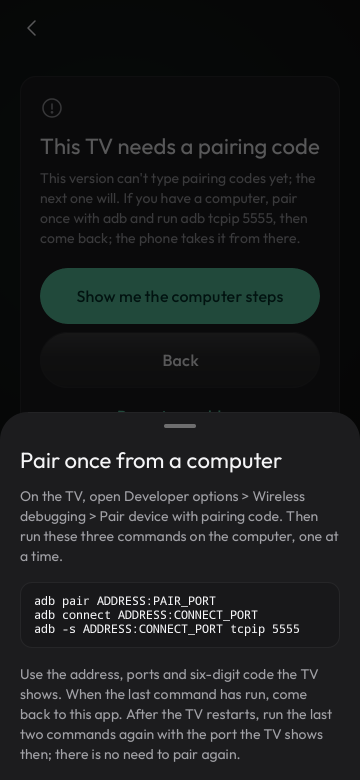 This TV needs a pairing code
This version can't type pairing codes yet; the
next one will. If you have a computer, pair
once with adb and run adb tcpip 5555, then
come back; the phone takes it from there.
Show me the computer steps
Back
Pair once from a computer
On the TV, open Developer options > Wireless
debugging > Pair device with pairing code. Then
run these three commands on the computer, one at
a time.
adb pair ADDRESS:PAIR_PORT
adb connect ADDRESS:CONNECT_PORT
adb -s ADDRESS:CONNECT_PORT tcpip 5555
Use the address, ports and six-digit code the TV
shows. When the last command has run, come
back to this app. After the TV restarts, run the last
two commands again with the port the TV shows
then; there is no need to pair again.